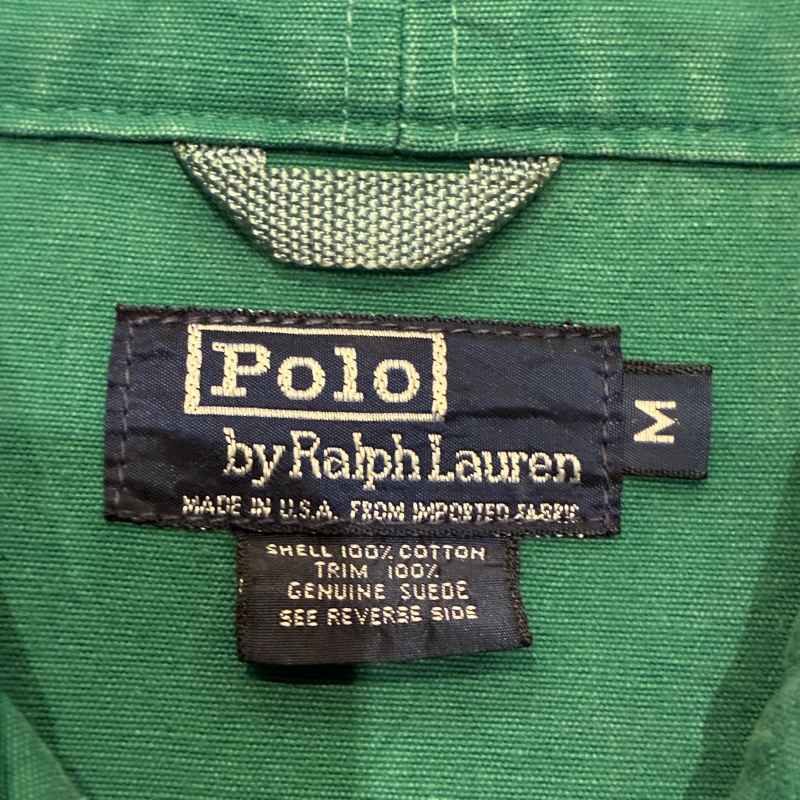 Polo
by Ralph Lauren
M
MADE IN U.S.A. FROM IMPORTED FABRIC
SHELL 100% COTTON
TRIM 100%
GENUINE SUEDE
SEE REVERSE SIDE